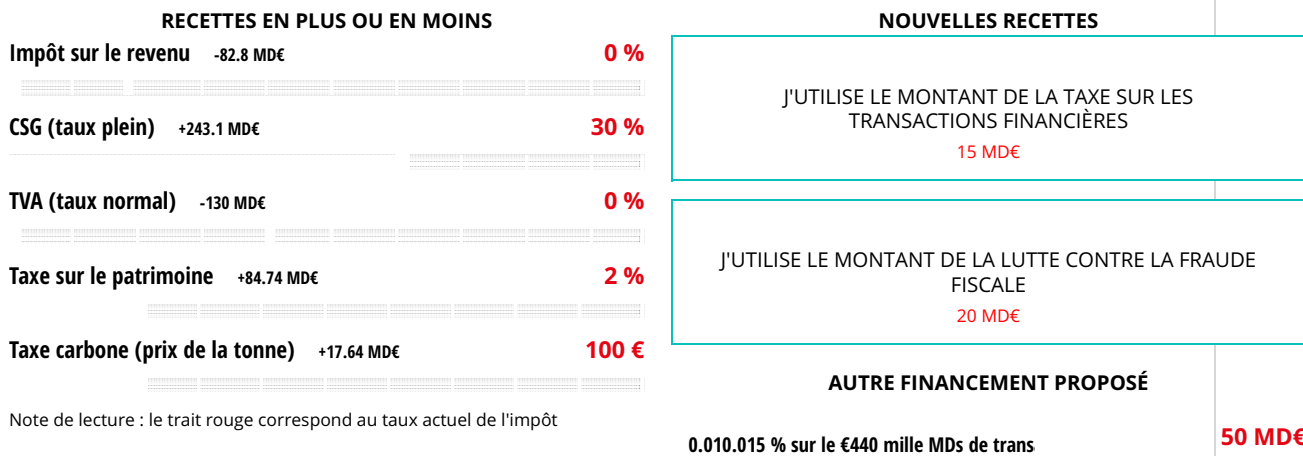 RECETTES EN PLUS OU EN MOINS
Impôt sur le revenu -82.8 MD€ 0 %
CSG (taux plein) +243.1 MD€ 30 %
TVA (taux normal) -130 MD€ 0 %
Taxe sur le patrimoine +84.74 MD€ 2 %
Taxe carbone (prix de la tonne) +17.64 MD€ 100 €
Note de lecture : le trait rouge correspond au taux actuel de l'impôt
NOUVELLES RECETTES
J'UTILISE LE MONTANT DE LA TAXE SUR LES
TRANSACTIONS FINANCIÈRES
15 MD€
J'UTILISE LE MONTANT DE LA LUTTE CONTRE LA FRAUDE
FISCALE
20 MD€
AUTRE FINANCEMENT PROPOSÉ
0.010.015 % sur le €440 mille MDs de trans 50 MD€